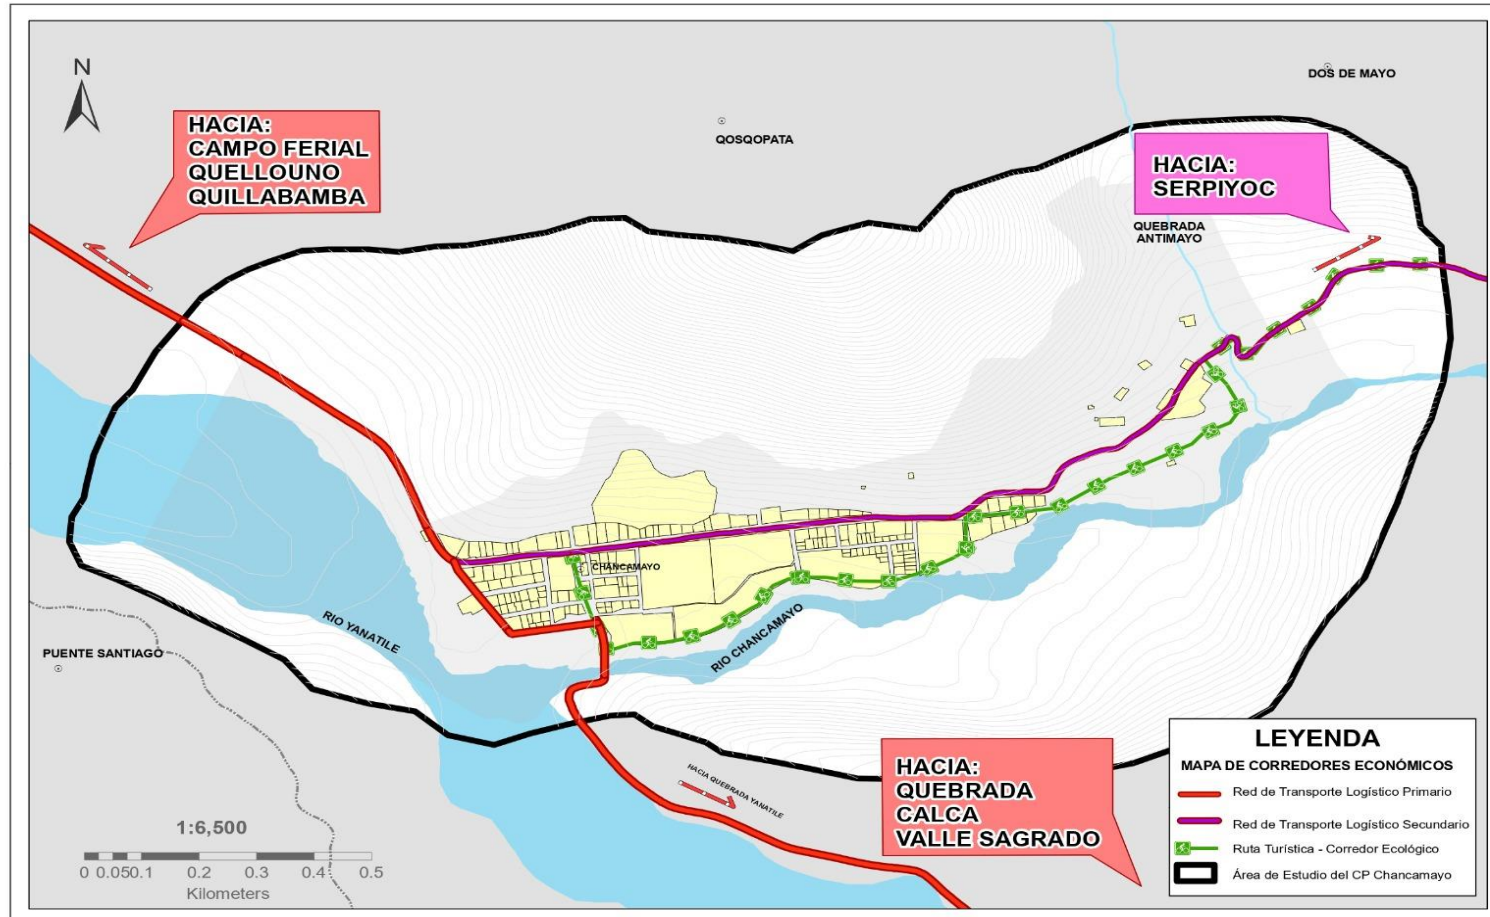 N
DOS DE MAYO
HACIA:
CAMPO FERIAL
QUELLOUNO
QUILLABAMBA
QOSQOPATA
HACIA:
SERPIYOC
QUEBRADA
ANTIMAYO
CHANCAMAYO
RIO YANATILE
RIO CHANCAMAYO
PUENTE SANTIAGO
HACIA QUEBRADA YANATILE
HACIA:
QUEBRADA
CALCA
VALLE SAGRADO
1:6,500
0 0.050.1 0.2 0.3 0.4 0.5
Kilometers
LEYENDA
MAPA DE CORREDORES ECONÓMICOS
Red de Transporte Logístico Primario
Red de Transporte Logístico Secundario
Ruta Turística - Corredor Ecológico
Área de Estudio del CP Chancamayo